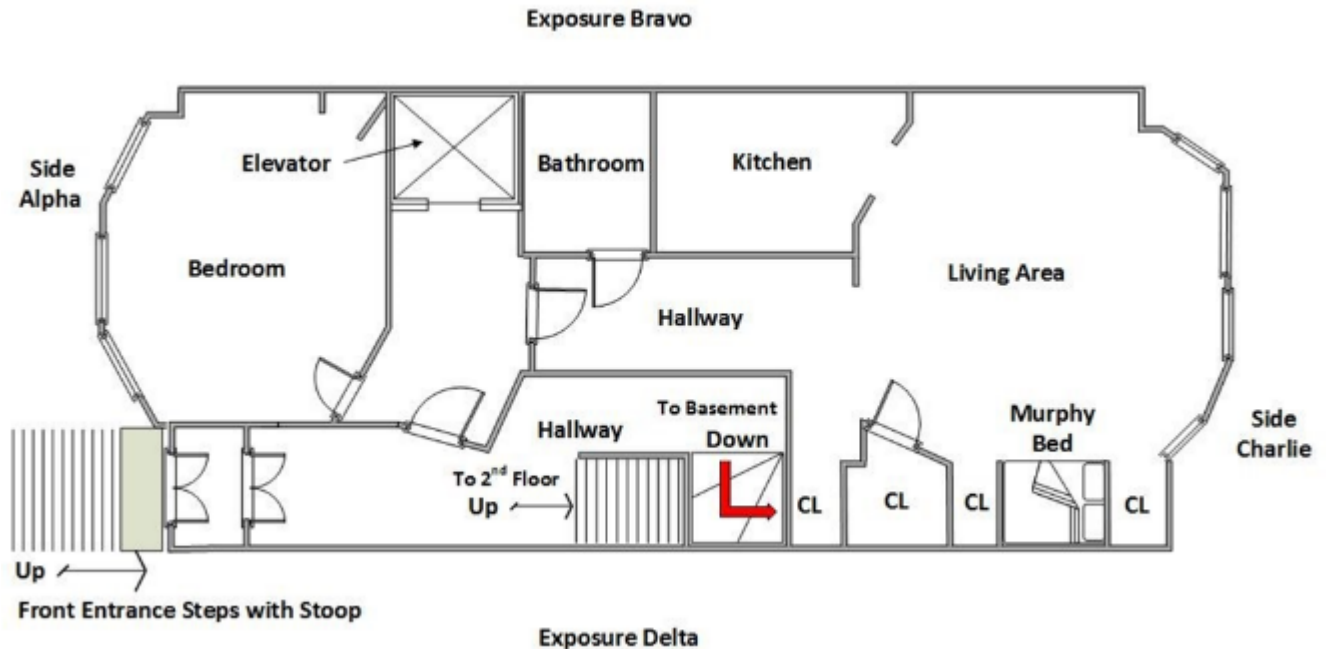 Exposure Bravo
Side
Alpha
Elevator
Bathroom
Kitchen
Bedroom
Living Area
Hallway
To Basement
Down
Hallway
Murphy
Bed
Side
Charlie
To 2nd Floor
Up
CL
CL
CL
CL
Up
Front Entrance Steps with Stoop
Exposure Delta